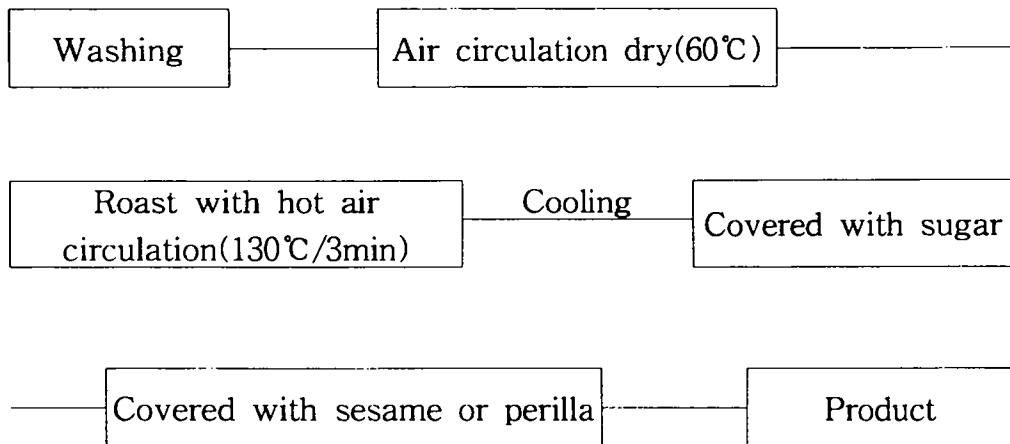 Washing
Air circulation dry(60℃)
Roast with hot air
circulation(130℃/3min)
Cooling
Covered with sugar
Covered with sesame or perilla
Product